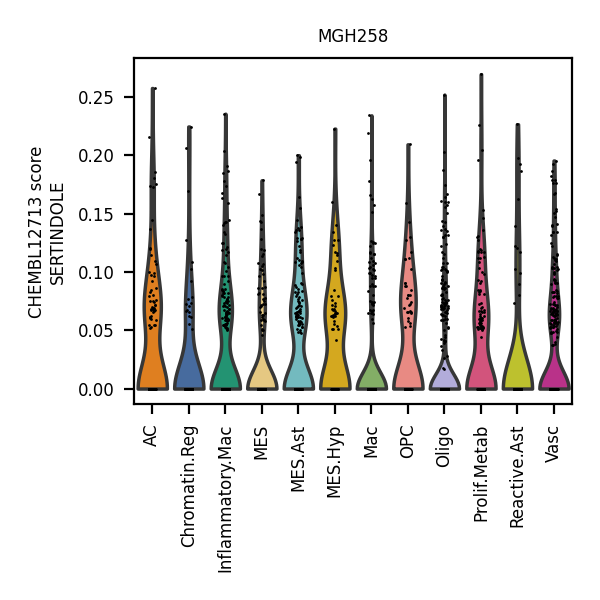 MGH258
CHEMBL12713 score
SERTINDOLE
0.25
0.20
0.15
0.10
0.05
0.00
AC
Chromatin.Reg
Inflammatory.Mac
MES
MES.Ast
MES.Hyp
Mac
OPC
Oligo
Prolif.Metab
Reactive.Ast
Vasc